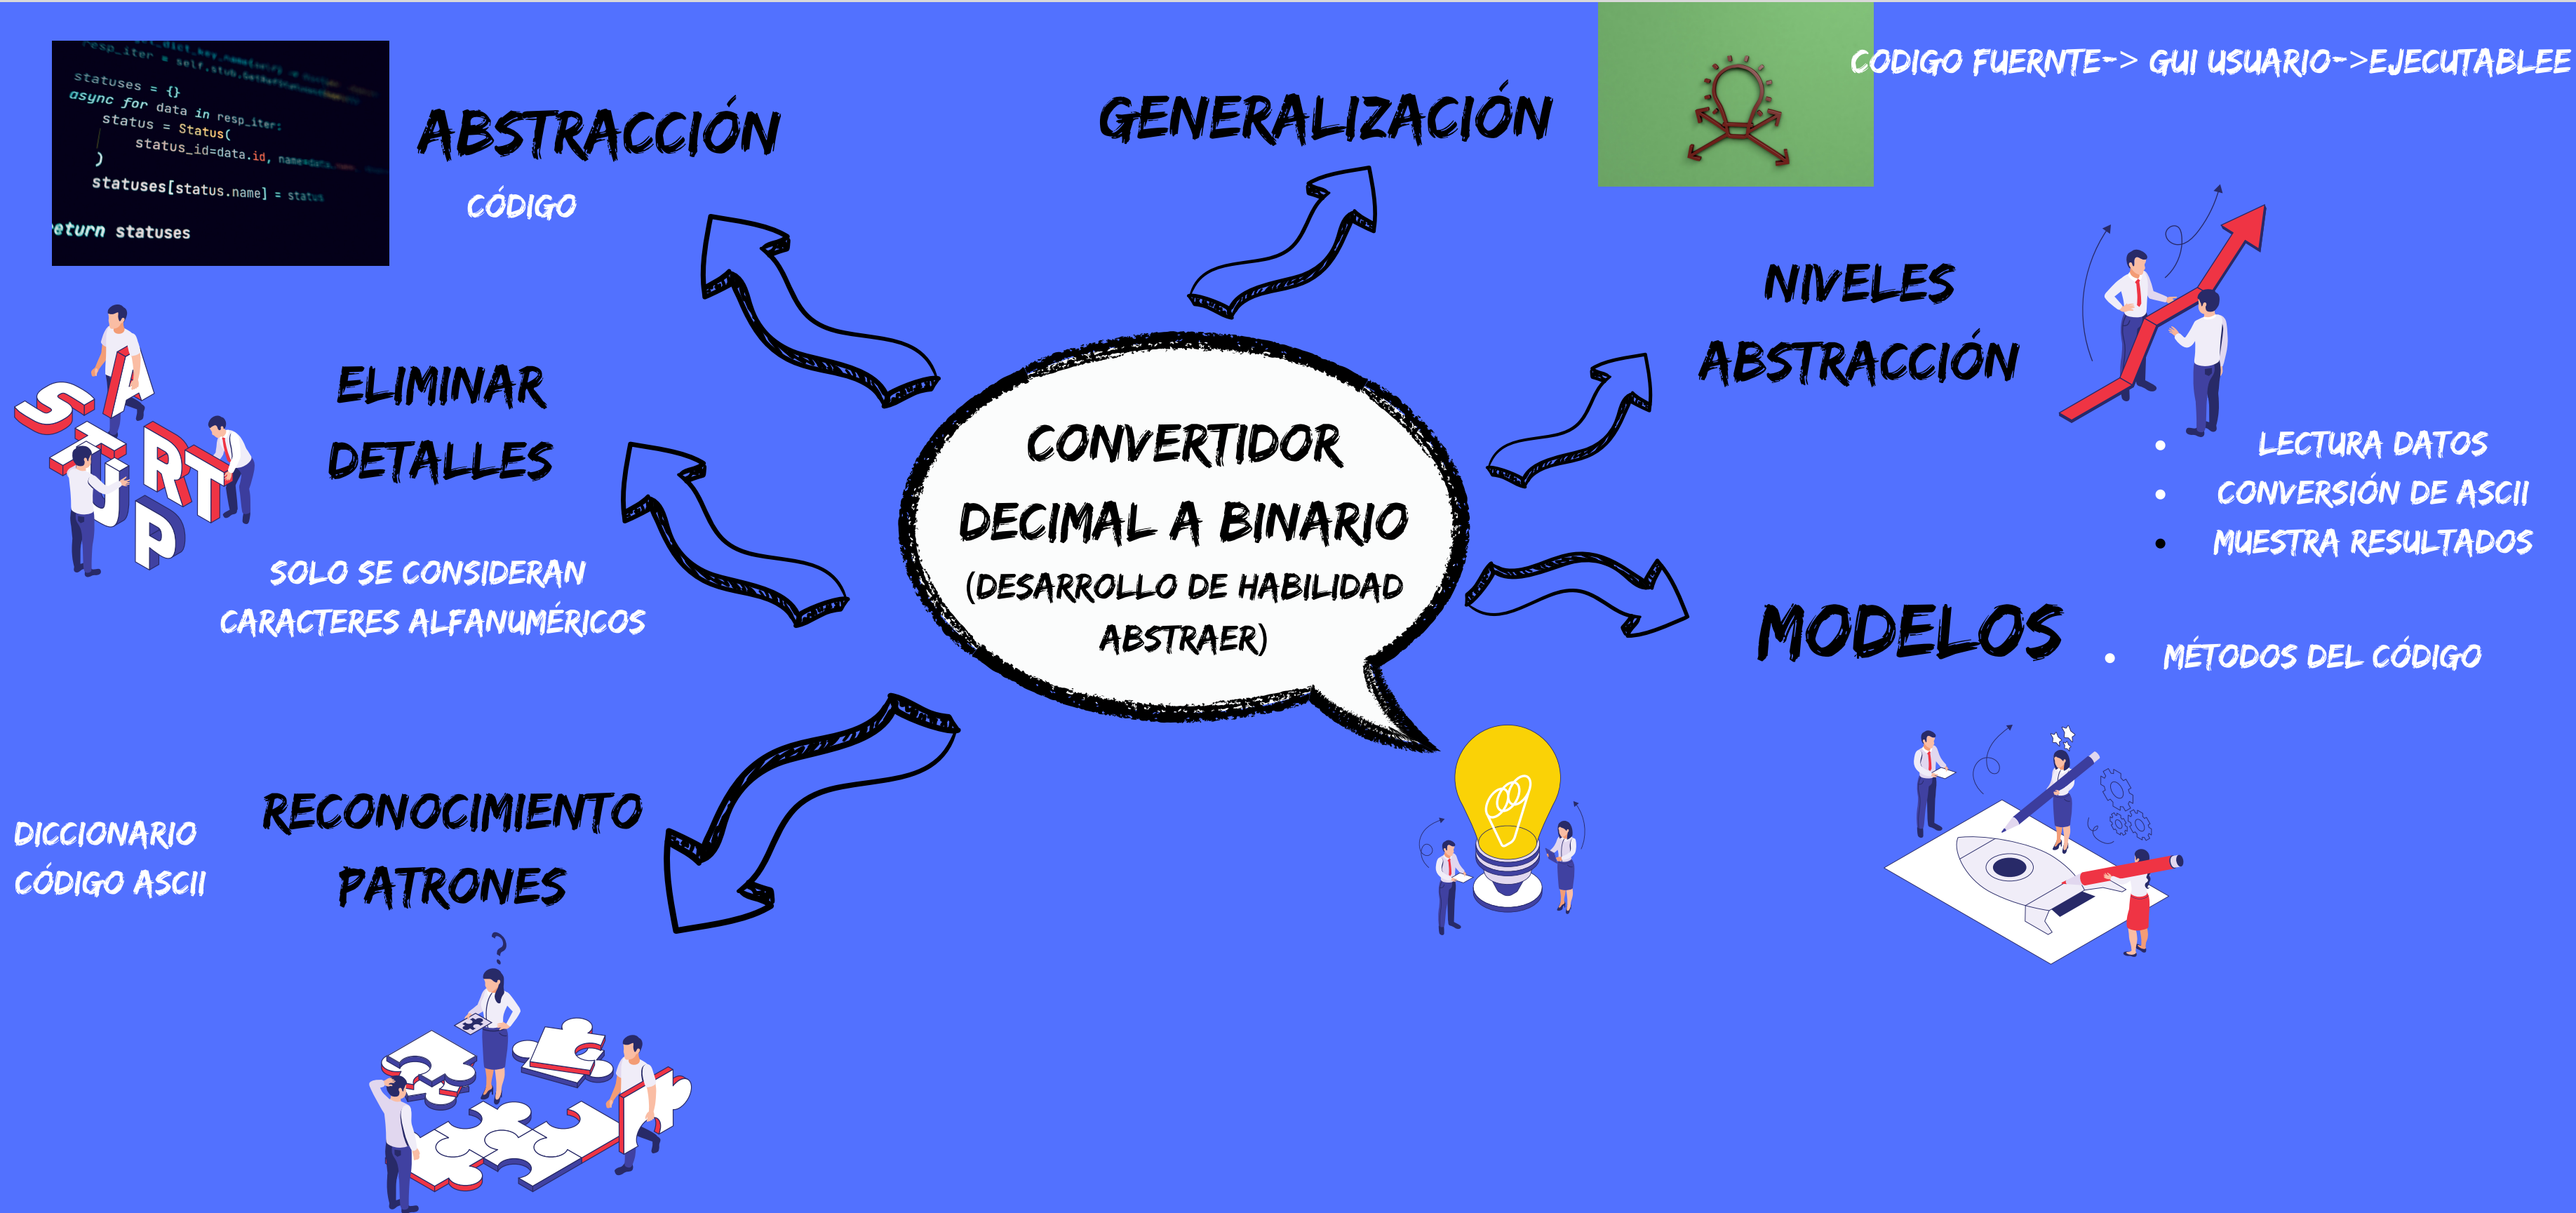 statuses = {}
async for data in resp_iter:
status = Status(
status_id=data.id,
)
statuses[status.name] = status
return statuses
ABSTRACCIÓN
CÓDIGO
GENERALIZACIÓN
CODIGO FUERNTE-> GUI USUARIO->EJECUTABLEE
NIVELES
ABSTRACCIÓN
• LECTURA DATOS
• CONVERSIÓN DE ASCII
• MUESTRA RESULTADOS
START
UP
ELIMINAR
DETALLES
SOLO SE CONSIDERAN
CARACTERES ALFANUMÉRICOS
CONVERTIDOR
DECIMAL A BINARIO
(DESARROLLO DE HABILIDAD
ABSTRAER)
MODELOS
• MÉTODOS DEL CÓDIGO
DICCIONARIO
CÓDIGO ASCII
RECONOCIMIENTO
PATRONES
?